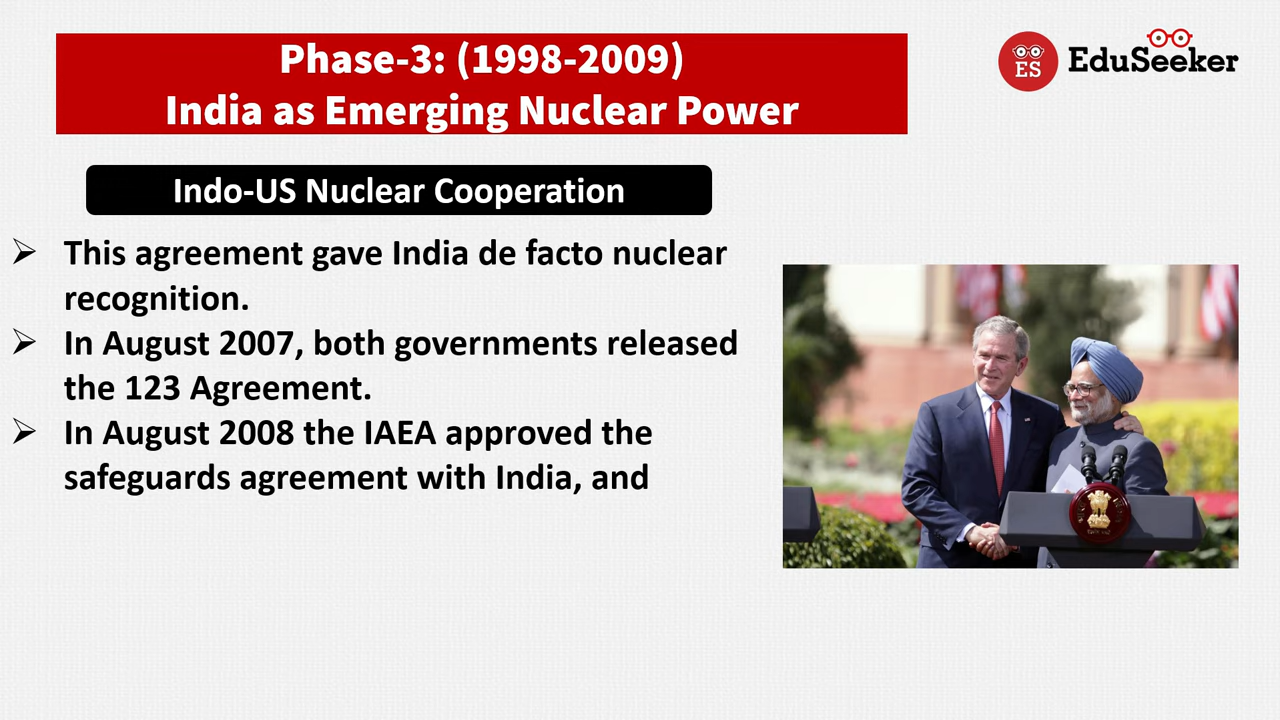 Phase-3: (1998-2009)
India as Emerging Nuclear Power
ES
EduSeeker
Indo-US Nuclear Cooperation
➢ This agreement gave India de facto nuclear
recognition.
➢ In August 2007, both governments released
the 123 Agreement.
➢ In August 2008 the IAEA approved the
safeguards agreement with India, and